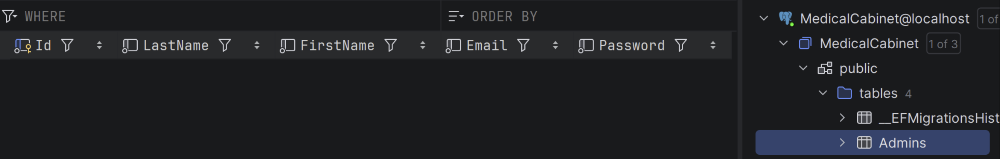 WHERE ORDER BY
Id LastName FirstName Email Password
MedicalCabinet@localhost 1 of
MedicalCabinet 1 of 3
public
tables 4
__EFMigrationsHist
Admins